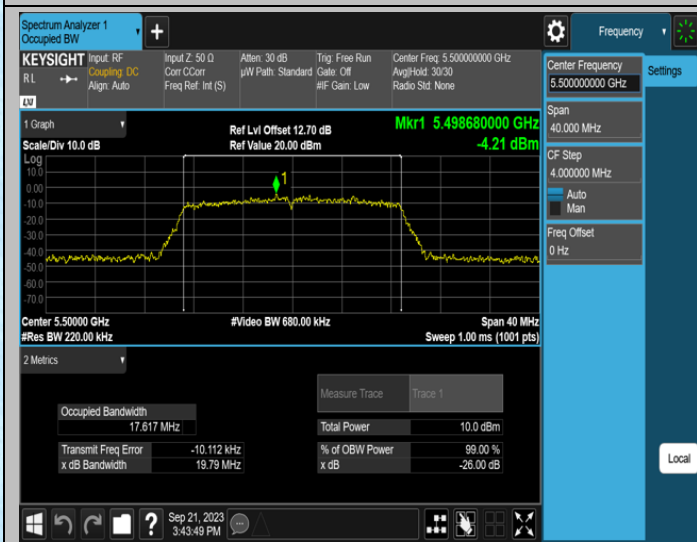 Spectrum Analyzer 1
Occupied BW
Frequency
KEYSIGHT
RL
LXI
Input: RF
Coupling: DC
Align: Auto
Input Z: 50 Ω
Corr CCorr
Freq Ref: Int (S)
Atten: 30 dB
µW Path: Standard
Trig: Free Run
Gate: Off
#IF Gain: Low
Center Freq: 5.500000000 GHz
Avg|Hold: 30/30
Radio Std: None
Center Frequency
5.500000000 GHz
Settings
Span
40.000 MHz
CF Step
4.000000 MHz
Auto
Man
Freq Offset
0 Hz
1 Graph
Scale/Div 10.0 dB
Ref Lvl Offset 12.70 dB
Ref Value 20.00 dBm
Mkr1 5.498680000 GHz
-4.21 dBm
Log
10.0
0.00
-10.0
-20.0
-30.0
-40.0
-50.0
-60.0
-70.0
1
Center 5.50000 GHz
#Res BW 220.00 kHz
#Video BW 680.00 kHz
Span 40 MHz
Sweep 1.00 ms (1001 pts)
2 Metrics
Measure Trace
Trace 1
Occupied Bandwidth
17.617 MHz
Total Power
10.0 dBm
Transmit Freq Error
-10.112 kHz
% of OBW Power
99.00 %
x dB Bandwidth
19.79 MHz
x dB
-26.00 dB
Local
?
Sep 21, 2023
3:43:49 PM